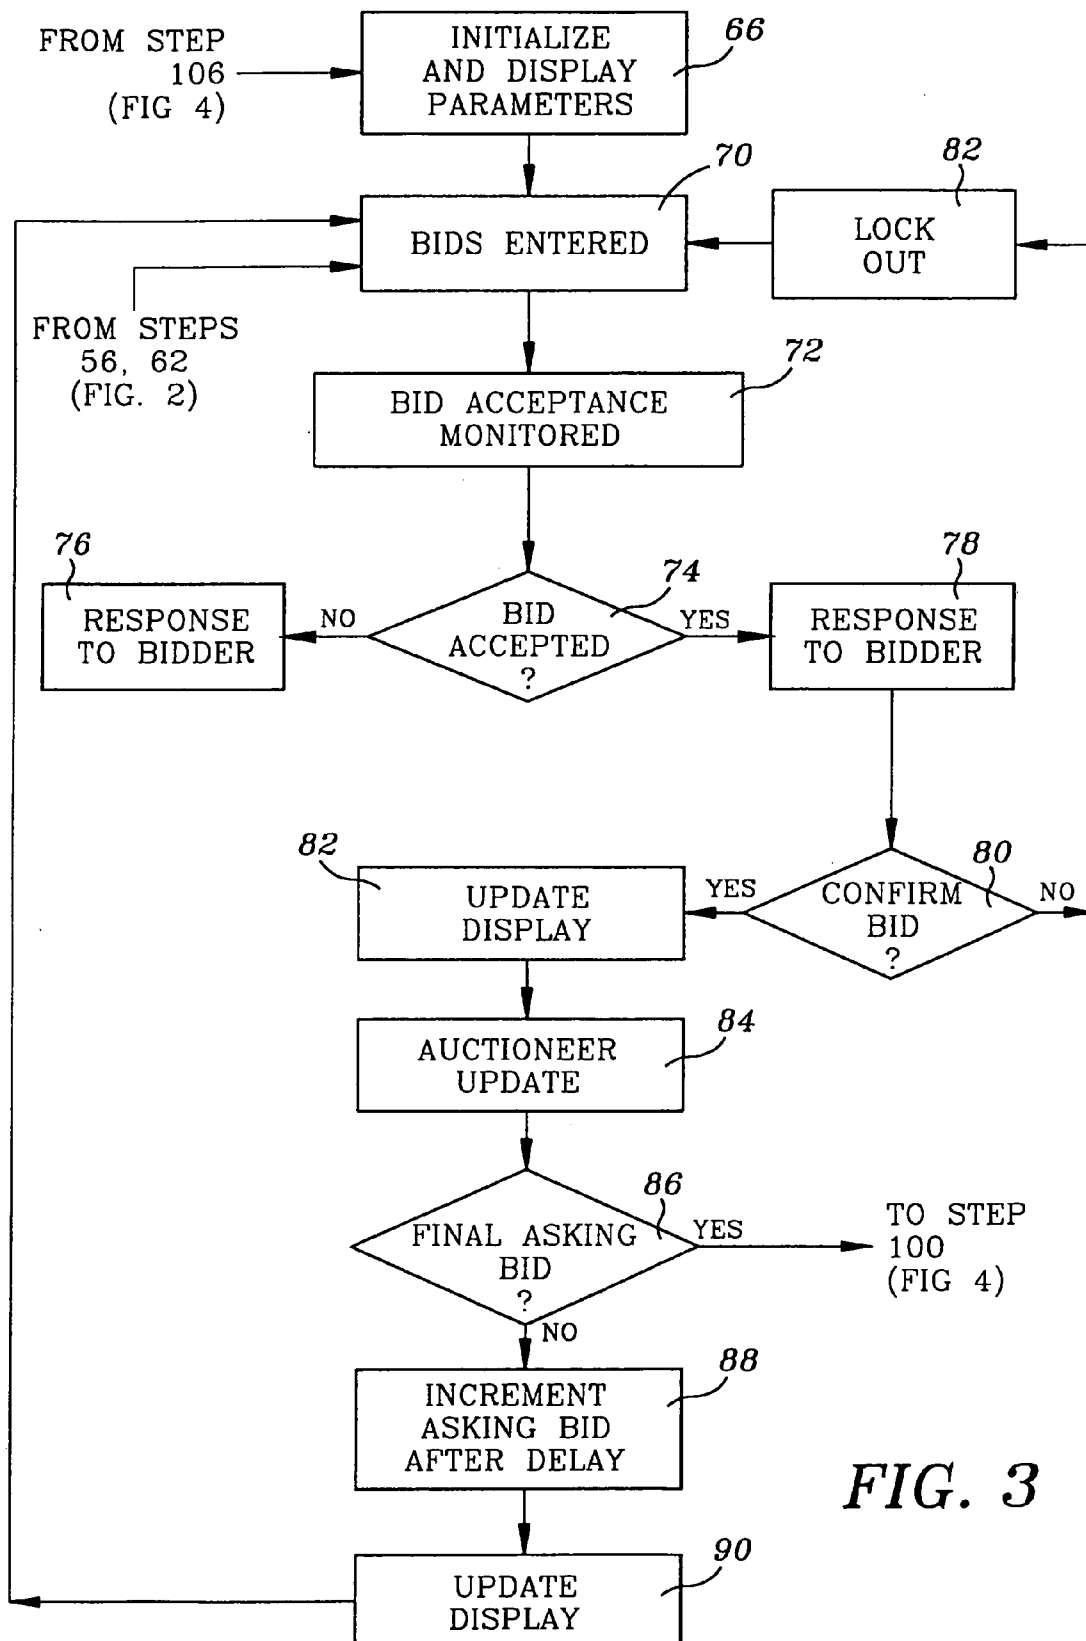 FROM STEP
106
(FIG 4)
INITIALIZE
AND DISPLAY
PARAMETERS
66
70
BIDS ENTERED
82
LOCK
OUT
FROM STEPS
56, 62
(FIG. 2)
72
BID ACCEPTANCE
MONITORED
76
RESPONSE
TO BIDDER
NO
74
BID
ACCEPTED
?
YES
78
RESPONSE
TO BIDDER
82
UPDATE
DISPLAY
YES
80
CONFIRM
BID
?
NO
84
AUCTIONEER
UPDATE
86
FINAL ASKING
BID
?
YES
TO STEP
100
(FIG 4)
NO
88
INCREMENT
ASKING BID
AFTER DELAY
FIG. 3
90
UPDATE
DISPLAY